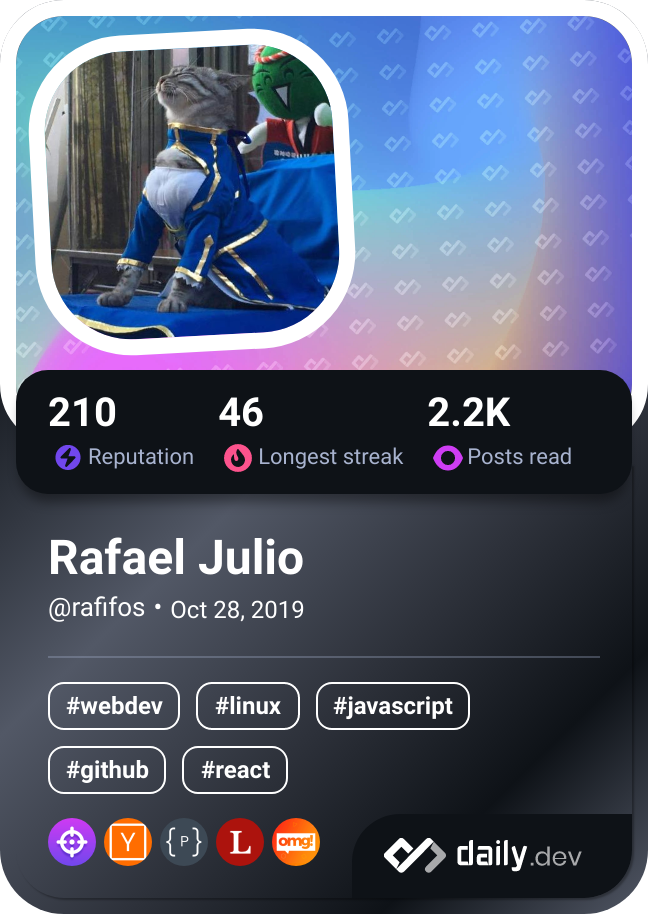 210 46 2.2K
Reputation Longest streak Posts read
Rafael Julio
@rafifos • Oct 28, 2019
#webdev #linux #javascript
#github #react
Y {P} L omg!
daily.dev